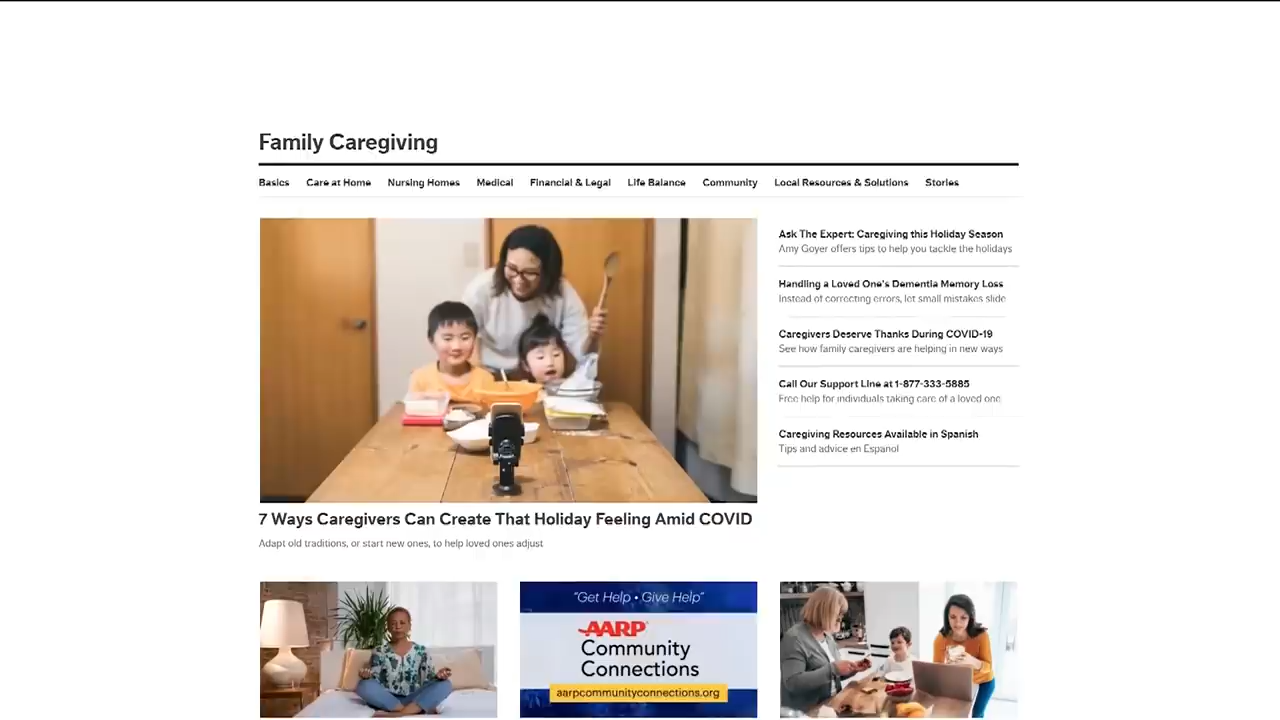 Family Caregiving
Basics Care at Home Nursing Homes Medical Financial & Legal Life Balance Community Local Resources & Solutions Stories
Ask The Expert: Caregiving this Holiday Season
Amy Goyer offers tips to help you tackle the holidays
Handling a Loved One's Dementia Memory Loss
Instead of correcting errors, let small mistakes slide
Caregivers Deserve Thanks During COVID-19
See how family caregivers are helping in new ways
Call Our Support Line at 1-877-333-5885
Free help for individuals taking care of a loved one
Caregiving Resources Available in Spanish
Tips and advice en Espanol
7 Ways Caregivers Can Create That Holiday Feeling Amid COVID
Adapt old traditions, or start new ones, to help loved ones adjust
"Get Help • Give Help"
AARP
Community
Connections
aarpcommunityconnections.org